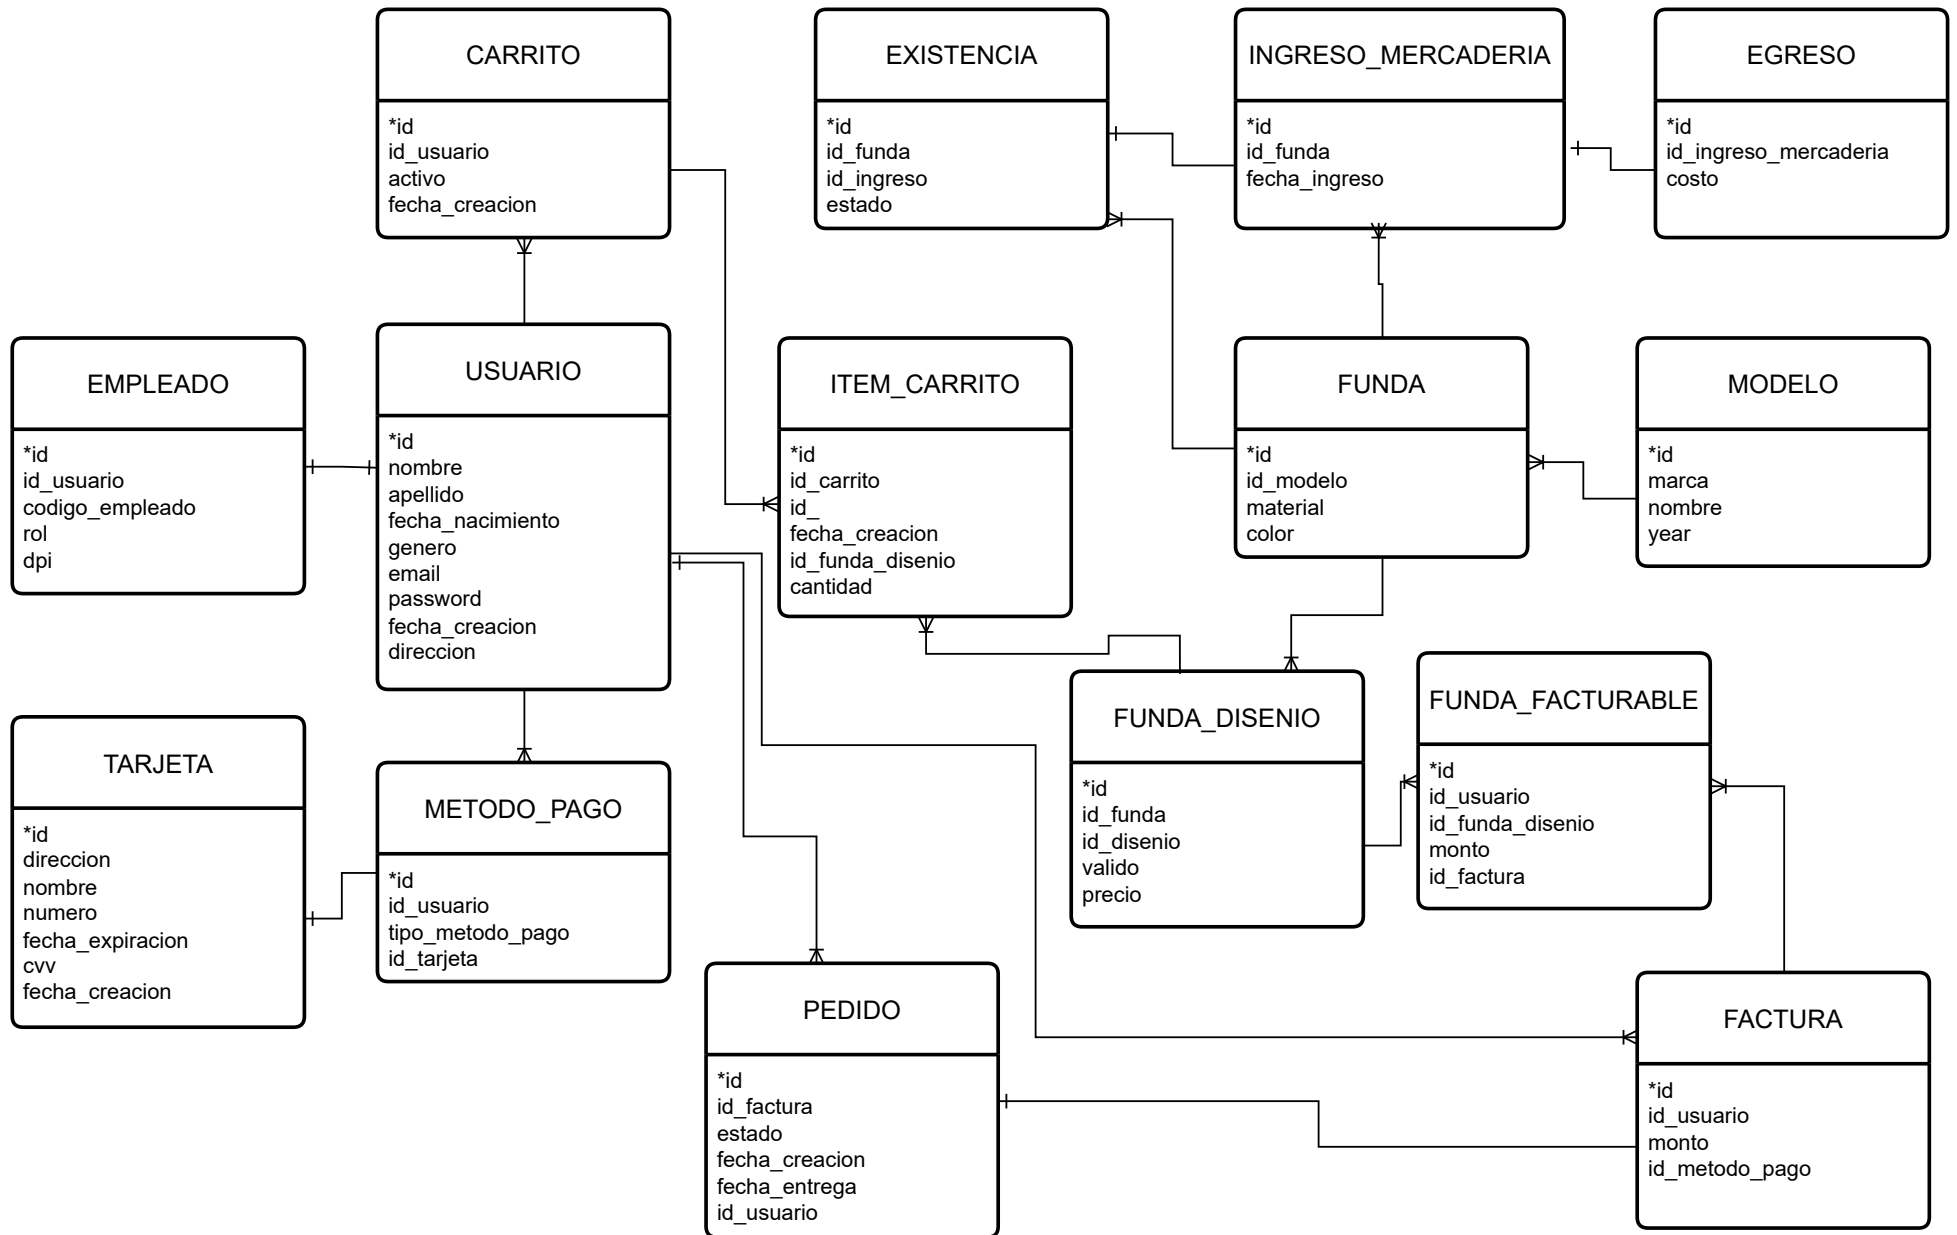 CARRITO
*id
id_usuario
activo
fecha_creacion
EXISTENCIA
*id
id_funda
id_ingreso
estado
INGRESO_MERCADERIA
*id
id_funda
fecha_ingreso
EGRESO
*id
id_ingreso_mercaderia
costo
EMPLEADO
*id
id_usuario
codigo_empleado
rol
dpi
USUARIO
*id
nombre
apellido
fecha_nacimiento
genero
email
password
fecha_creacion
direccion
ITEM_CARRITO
*id
id_carrito
id_
fecha_creacion
id_funda_disenio
cantidad
FUNDA
*id
id_modelo
material
color
MODELO
*id
marca
nombre
year
TARJETA
*id
direccion
nombre
numero
fecha_expiracion
cvv
fecha_creacion
METODO_PAGO
*id
id_usuario
tipo_metodo_pago
id_tarjeta
FUNDA_DISENIO
*id
id_funda
id_disenio
valido
precio
FUNDA_FACTURABLE
*id
id_usuario
id_funda_disenio
monto
id_factura
PEDIDO
*id
id_factura
estado
fecha_creacion
fecha_entrega
id_usuario
FACTURA
*id
id_usuario
monto
id_metodo_pago